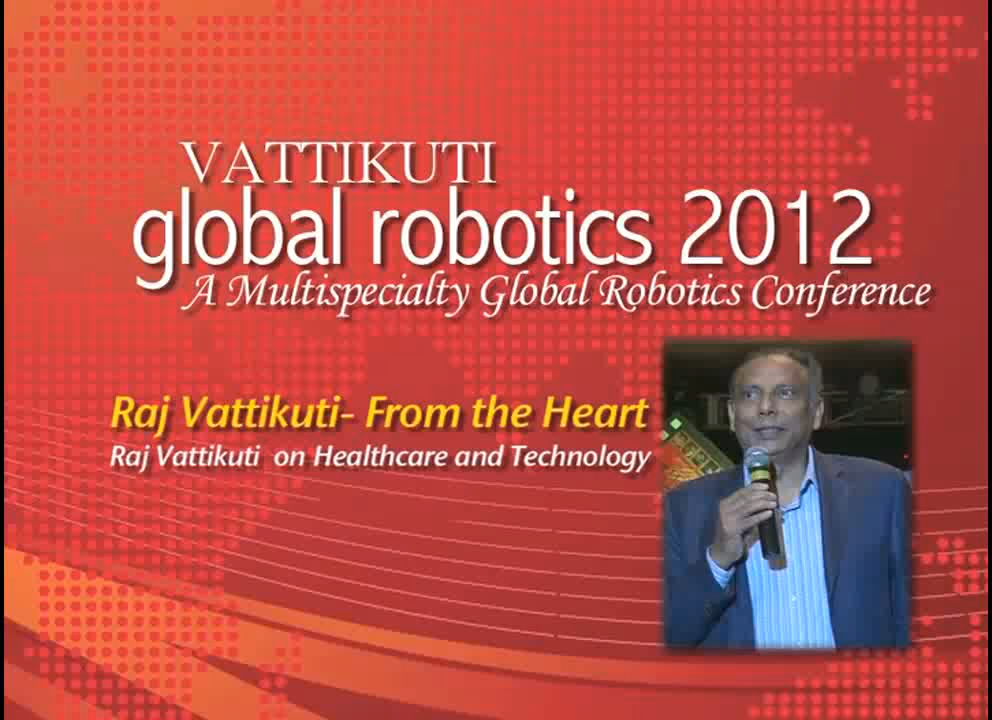 VATTIKUTI
global robotics 2012
A Multispecialty Global Robotics Conference
Raj Vattikuti- From the Heart
Raj Vattikuti on Healthcare and Technology